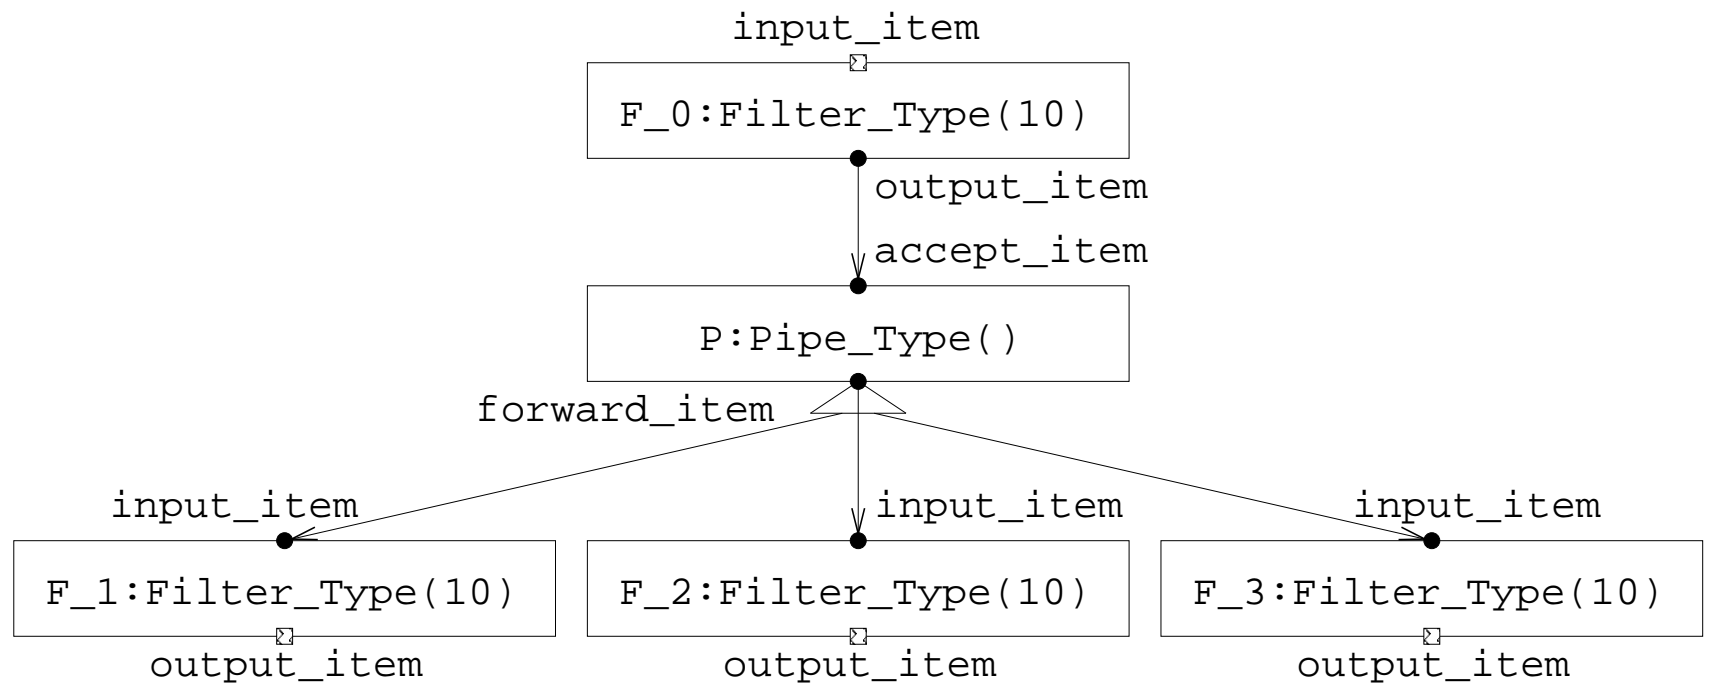 input_item
F_0:Filter_Type(10)
output_item
accept_item
P:Pipe_Type()
forward_item
input_item
input_item
input_item
F_1:Filter_Type(10)
F_2:Filter_Type(10)
F_3:Filter_Type(10)
output_item
output_item
output_item